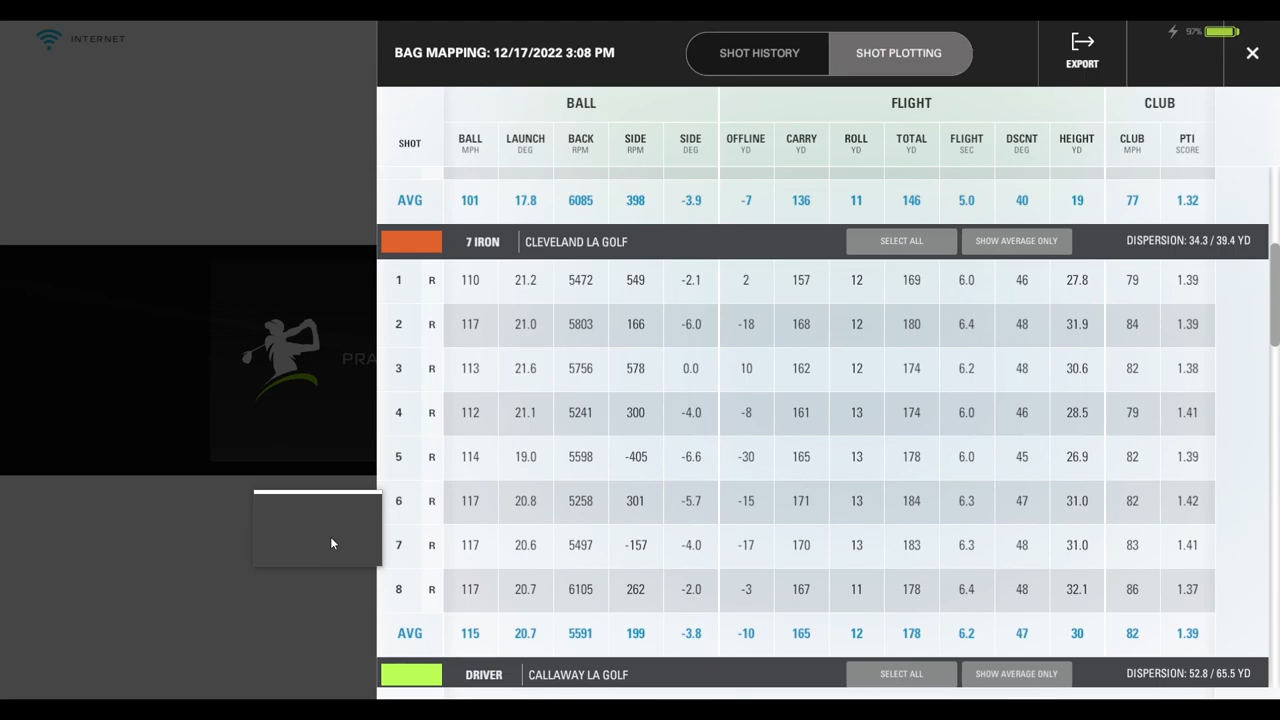 INTERNET
BAG MAPPING: 12/17/2022 3:08 PM
SHOT HISTORY
SHOT PLOTTING
EXPORT
97%
BALL FLIGHT CLUB
SHOT BALL LAUNCH BACK SIDE SIDE OFFLINE CARRY ROLL TOTAL FLIGHT DSCNT HEIGHT CLUB PTI
MPH DEG RPM RPM DEG YD YD YD YD SEC DEG YD MPH SCORE
AVG 101 17.8 6085 398 -3.9 -7 136 11 146 5.0 40 19 77 1.32
7 IRON CLEVELAND LA GOLF SELECT ALL SHOW AVERAGE ONLY DISPERSION: 34.3 / 39.4 YD
1 R 110 21.2 5472 549 -2.1 2 157 12 169 6.0 46 27.8 79 1.39
2 R 117 21.0 5803 166 -6.0 -18 168 12 180 6.4 48 31.9 84 1.39
3 R 113 21.6 5756 578 0.0 10 162 12 174 6.2 48 30.6 82 1.38
4 R 112 21.1 5241 300 -4.0 -8 161 13 174 6.0 46 28.5 79 1.41
5 R 114 19.0 5598 -405 -6.6 -30 165 13 178 6.0 45 26.9 82 1.39
6 R 117 20.8 5258 301 -5.7 -15 171 13 184 6.3 47 31.0 82 1.42
7 R 117 20.6 5497 -157 -4.0 -17 170 13 183 6.3 48 31.0 83 1.41
8 R 117 20.7 6105 262 -2.0 -3 167 11 178 6.4 48 32.1 86 1.37
AVG 115 20.7 5591 199 -3.8 -10 165 12 178 6.2 47 30 82 1.39
DRIVER CALLAWAY LA GOLF SELECT ALL SHOW AVERAGE ONLY DISPERSION: 52.8 / 65.5 YD
PRA